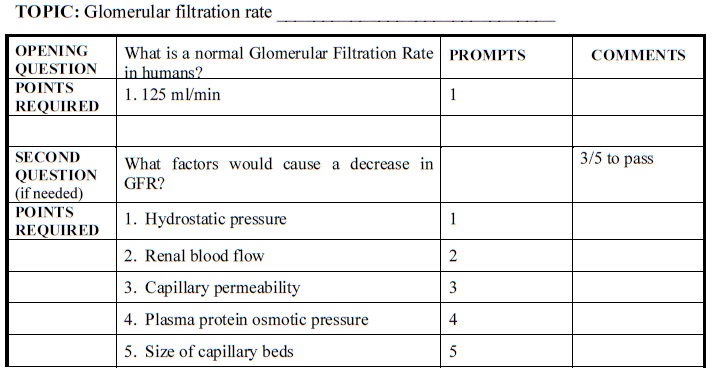 TOPIC: Glomerular filtration rate
OPENING QUESTION What is a normal Glomerular Filtration Rate in humans? PROMPTS COMMENTS
POINTS REQUIRED 1. 125 ml/min 1
SECOND QUESTION (if needed) What factors would cause a decrease in GFR? 3/5 to pass
POINTS REQUIRED 1. Hydrostatic pressure 1
2. Renal blood flow 2
3. Capillary permeability 3
4. Plasma protein osmotic pressure 4
5. Size of capillary beds 5